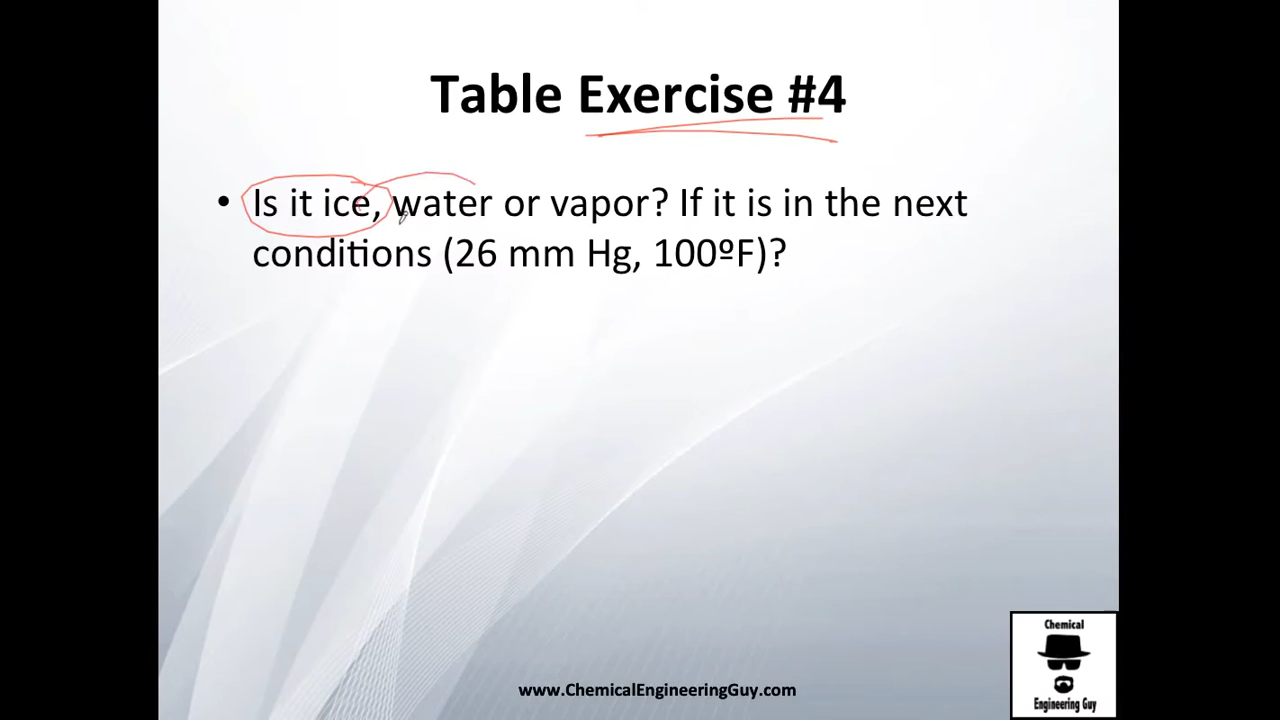 Table Exercise #4
• Is it ice, water or vapor? If it is in the next
conditions (26 mm Hg, 100ºF)?
Chemical
Engineering Guy
www.ChemicalEngineeringGuy.com